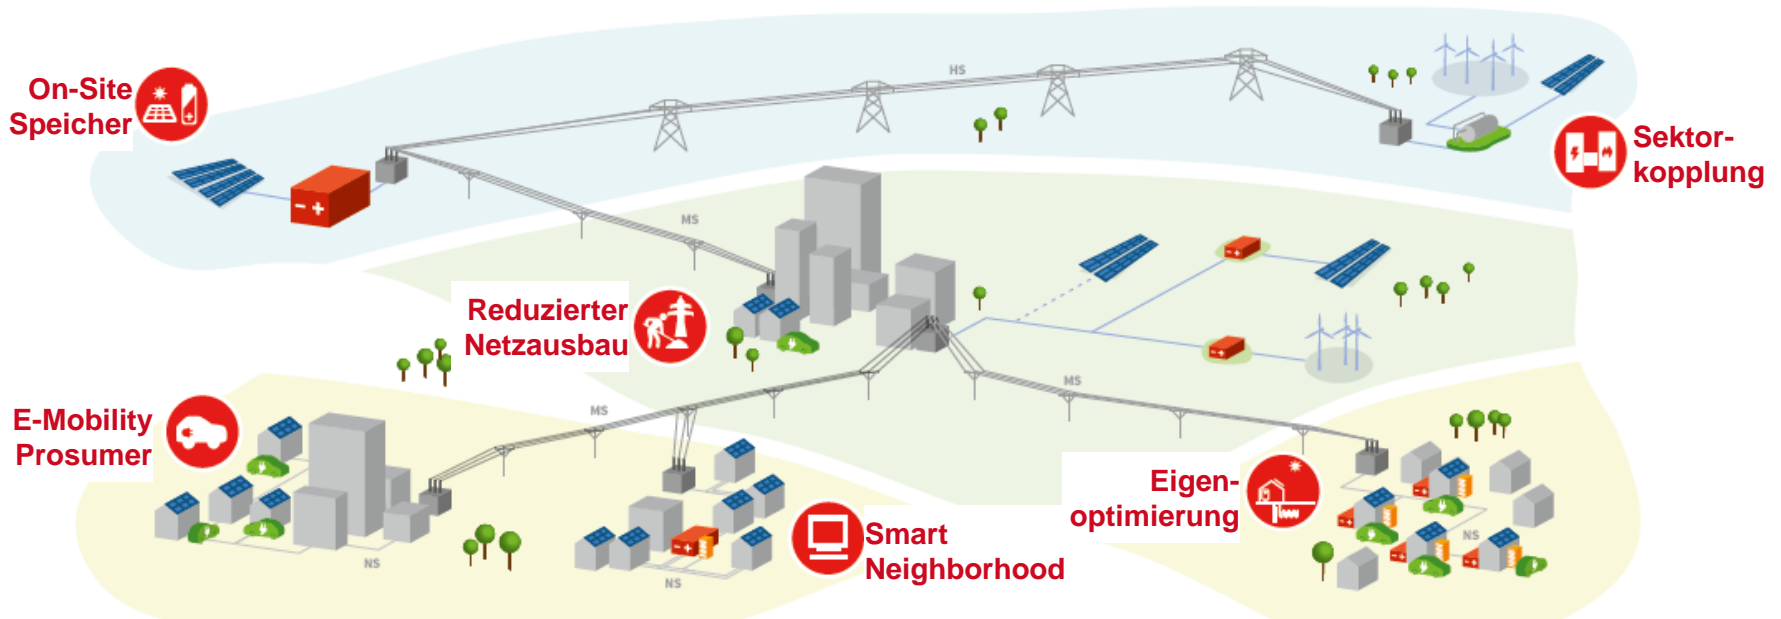 HS
On-Site
Speicher
Sektor-
kopplung
MS
Reduzierter
Netzausbau
MS
MS
E-Mobility
Prosumer
Eigen-
optimierung
Smart
Neighborhood
NS
NS
NS